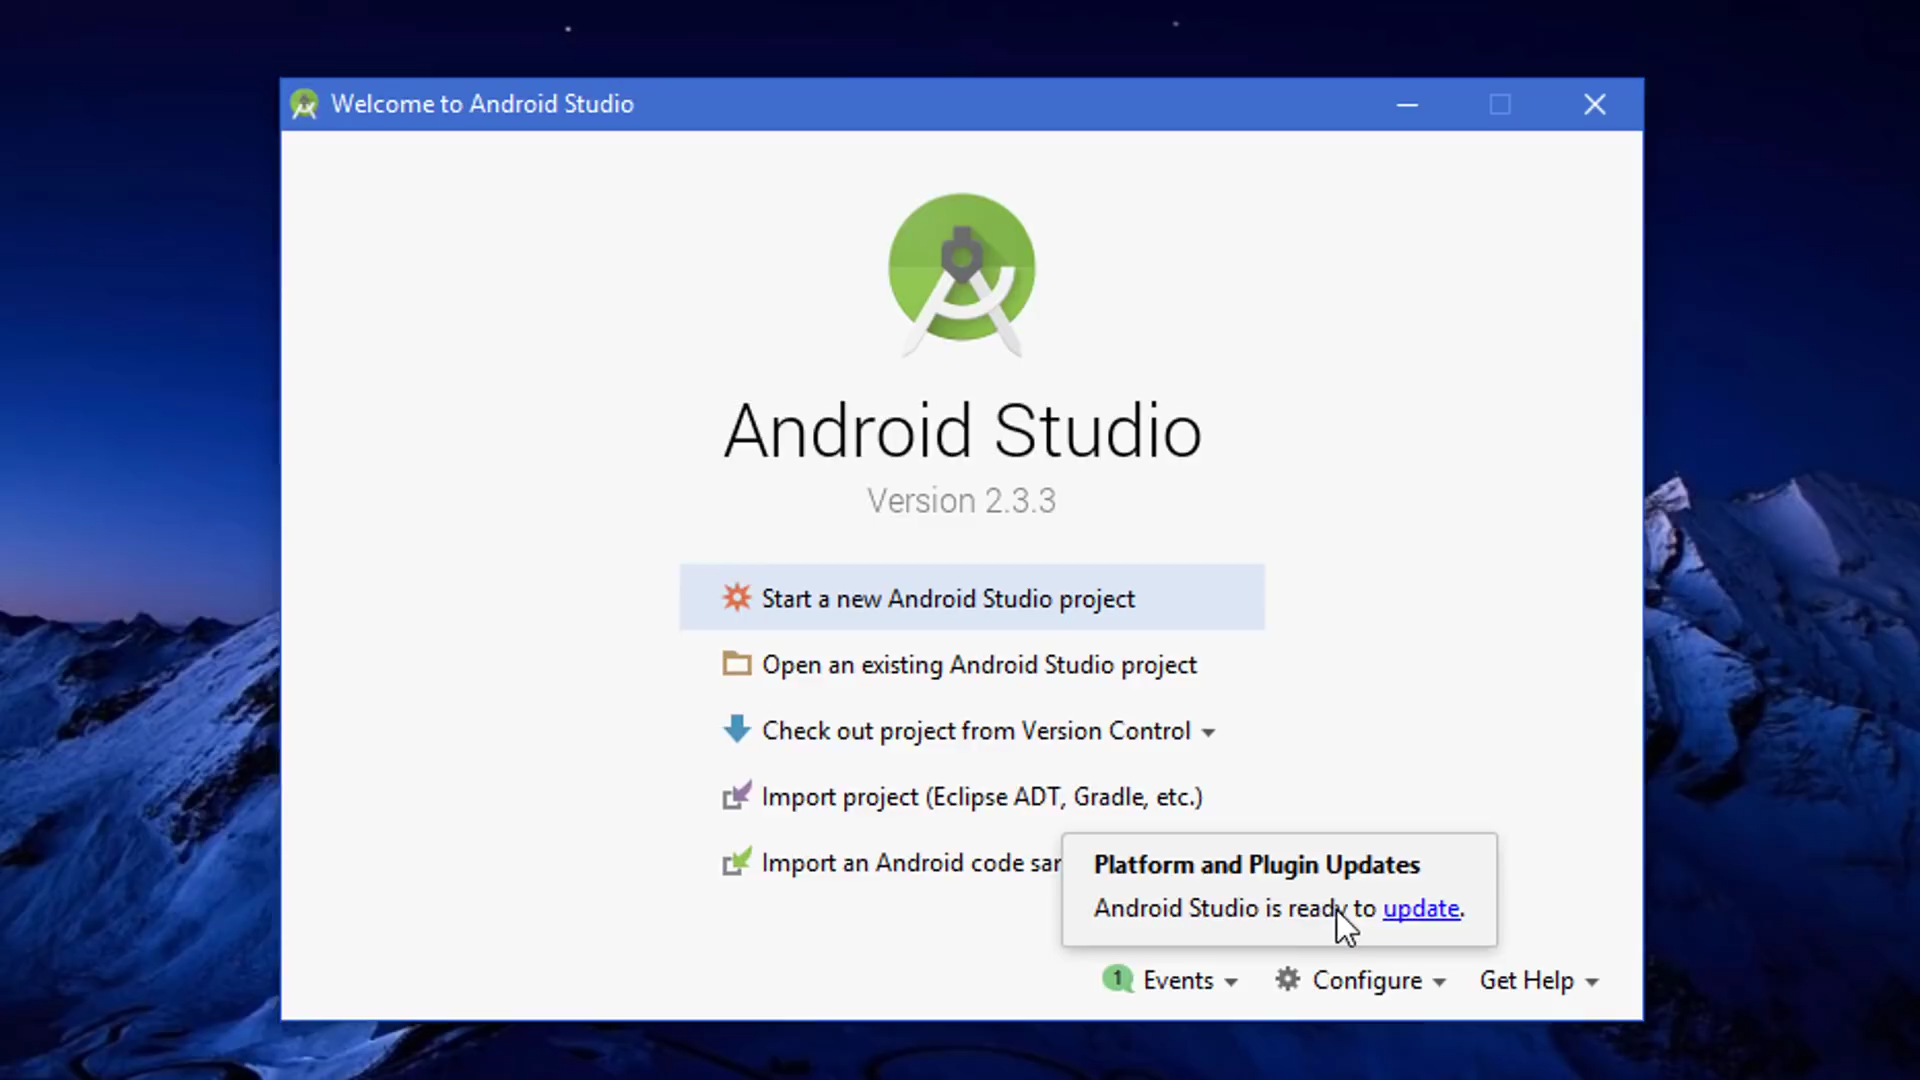 Welcome to Android Studio
Android Studio
Version 2.3.3
Start a new Android Studio project
Open an existing Android Studio project
Check out project from Version Control
Import project (Eclipse ADT, Gradle, etc.)
Import an Android code
Platform and Plugin Updates
Android Studio is ready to update.
1 Events
Configure
Get Help